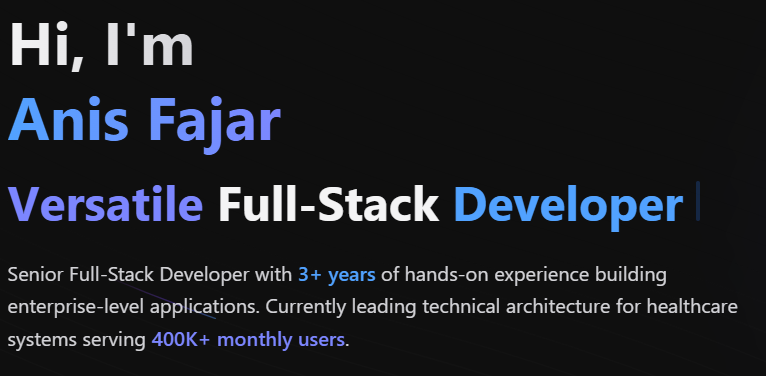 Hi, I'm
Anis Fajar
Versatile Full-Stack Developer
Senior Full-Stack Developer with 3+ years of hands-on experience building
enterprise-level applications. Currently leading technical architecture for healthcare
systems serving 400K+ monthly users.